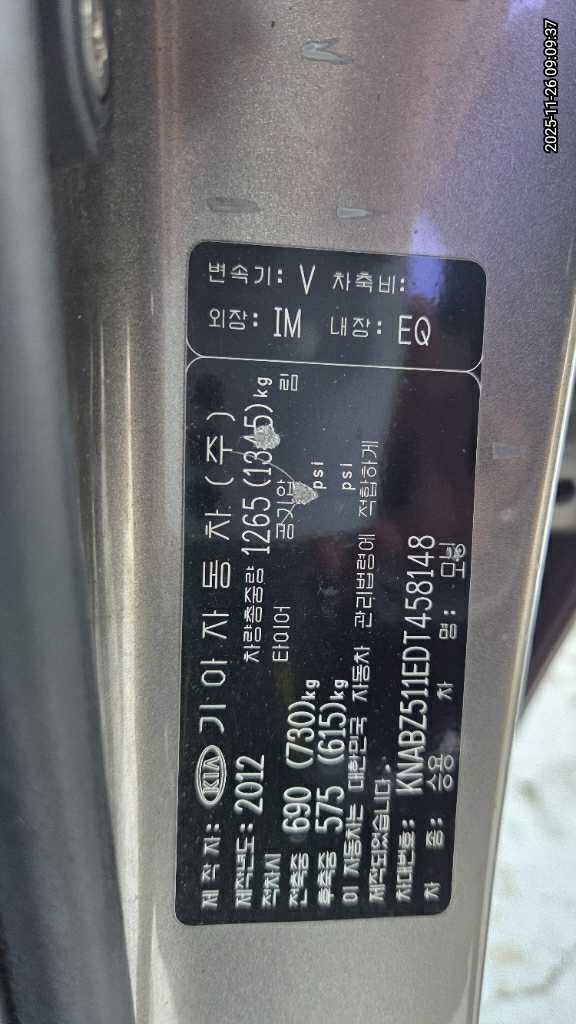 2025-11-26 09:09:37
제 작 자: KIA 기 아 자 동 차 ( 주 )
제작년도: 2012 차량총중량 1265(1345)kg
적차시 타이어 공기압 림
전축중 690 (730)kg psi
후축중 575 (615)kg psi
이 자동차는 대한민국 자동차 관리법령에 적합하게
제작되었습니다.
차대번호: KNABZ511EDT458148
차 종: 승용 차 명: 모닝
변속기: V 차축비:
외장: IM 내장: EQ